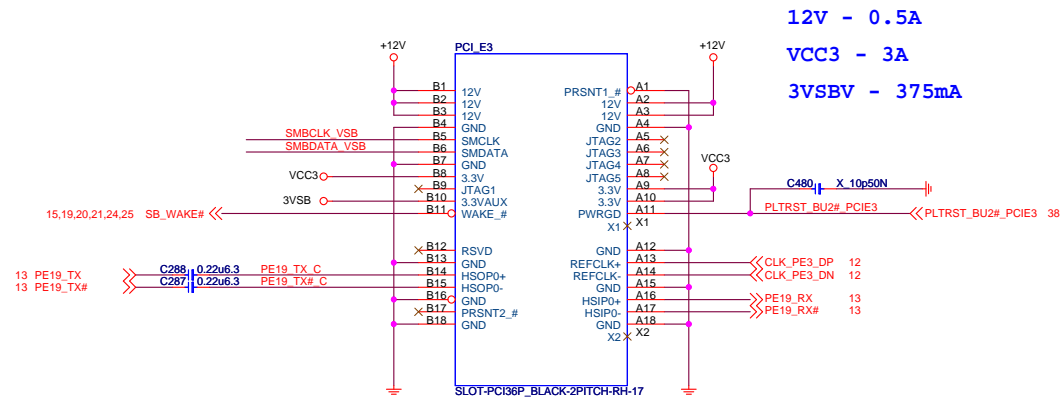 12V - 0.5A
VCC3 - 3A
3VSBV - 375mA
+12V
PCI_E3
+12V
B1 12V PRSNT1_# A1
B2 12V 12V A2
B3 12V 12V A3
B4 GND GND A4
SMBCLK_VSB B5 SMCLK JTAG2 A5
SMBDATA_VSB B6 SMDATA JTAG3 A6
B7 GND JTAG4 A7
VCC3 B8 3.3V JTAG5 A8
VCC3
B9 JTAG1 3.3V A9
3VSB B10 3.3VAUX 3.3V A10
C480 X_10p50N
15,19,20,21,24,25 SB_WAKE# B11 WAKE_# PWRGD A11 PLTRST_BU2#_PCIE3 PLTRST_BU2#_PCIE3 38
X1 X1
B12 RSVD GND A12
B13 GND REFCLK+ A13 CLK_PE3_DP 12
13 PE19_TX C288 0.22u6.3 PE19_TX_C B14 HSOP0+ REFCLK- A14 CLK_PE3_DN 12
13 PE19_TX# C287 0.22u6.3 PE19_TX#_C B15 HSOP0- GND A15
B16 GND HSIP0+ A16 PE19_RX 13
B17 PRSNT2_# HSIP0- A17 PE19_RX# 13
B18 GND GND A18
X2 X2
SLOT-PCI36P_BLACK-2PITCH-RH-17